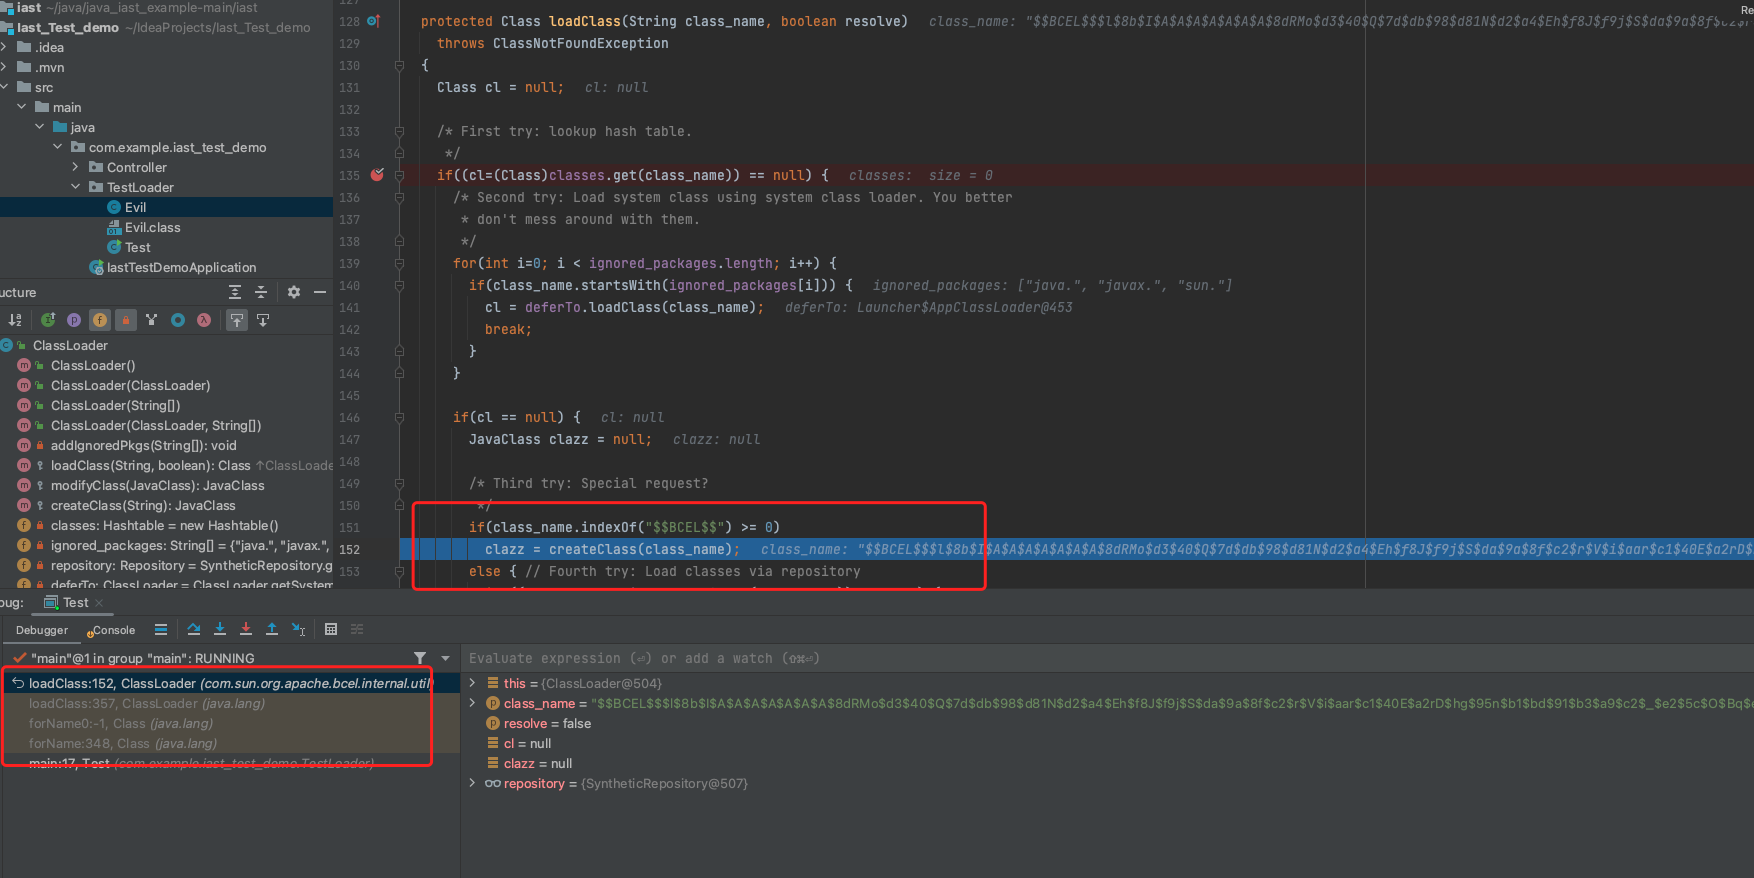 iast ~/java/java_iast_example-main/iast
Iast_Test_demo ~/IdeaProjects/Iast_Test_demo
.idea
.mvn
src
main
java
com.example.iast_test_demo
Controller
TestLoader
Evil
Evil.class
Test
IastTestDemoApplication
ucture
ClassLoader
ClassLoader()
ClassLoader(ClassLoader)
ClassLoader(String[])
ClassLoader(ClassLoader, String[])
addIgnoredPkgs(String[]): void
loadClass(String, boolean): Class ↑ClassLoade
modifyClass(JavaClass): JavaClass
createClass(String): JavaClass
classes: Hashtable = new Hashtable()
ignored_packages: String[] = {"java.", "javax.",
repository: Repository = SyntheticRepository.g
deferTo: ClassLoader = ClassLoader.getSystem
Re
127
128 protected Class loadClass(String class_name, boolean resolve) class_name: "$$BCEL$$$l$8b$I$A$A$A$A$A$A$A$8dRMo$d3$40$Q$7d$db$98$d81N$d2$a4$Eh$f8J$f9j$S$da$9a$8f$c2$r
129 throws ClassNotFoundException
130 {
131 Class cl = null; cl: null
132
133 /* First try: lookup hash table.
134 */
135 if((cl=(Class)classes.get(class_name)) == null) { classes: size = 0
136 /* Second try: Load system class using system class loader. You better
137 * don't mess around with them.
138 */
139 for(int i=0; i < ignored_packages.length; i++) {
140 if(class_name.startsWith(ignored_packages[i])) { ignored_packages: ["java.", "javax.", "sun."]
141 cl = deferTo.loadClass(class_name); deferTo: Launcher$AppClassLoader@453
142 break;
143 }
144 }
145
146 if(cl == null) { cl: null
147 JavaClass clazz = null; clazz: null
148
149 /* Third try: Special request?
150 */
151 if(class_name.indexOf("$$BCEL$$") >= 0)
152 clazz = createClass(class_name); class_name: "$$BCEL$$$l$8b$I$A$A$A$A$A$A$A$8dRMo$d3$40$Q$7d$db$98$d81N$d2$a4$Eh$f8J$f9j$S$da$9a$8f$c2$r$V$i$aar$c1$40E$a2rD$
153 else { // Fourth try: Load classes via repository
bug: Test
Debugger Console
"main"@1 in group "main": RUNNING
loadClass:152, ClassLoader (com.sun.org.apache.bcel.internal.util
loadClass:357, ClassLoader (java.lang)
forName0:-1, Class (java.lang)
forName:348, Class (java.lang)
main:17, Test (com.example.iast_test_demo.TestLoader)
Evaluate expression (⏎) or add a watch (⇧⌘⏎)
this = {ClassLoader@504}
class_name = "$$BCEL$$$l$8b$I$A$A$A$A$A$A$A$8dRMo$d3$40$Q$7d$db$98$d81N$d2$a4$Eh$f8J$f9j$S$da$9a$8f$c2$r$V$i$aar$c1$40E$a2rD$hg$95n$b1$bd$91$b3$a9$c2$_$e2$5c$O$Bq$
resolve = false
cl = null
clazz = null
repository = {SyntheticRepository@507}